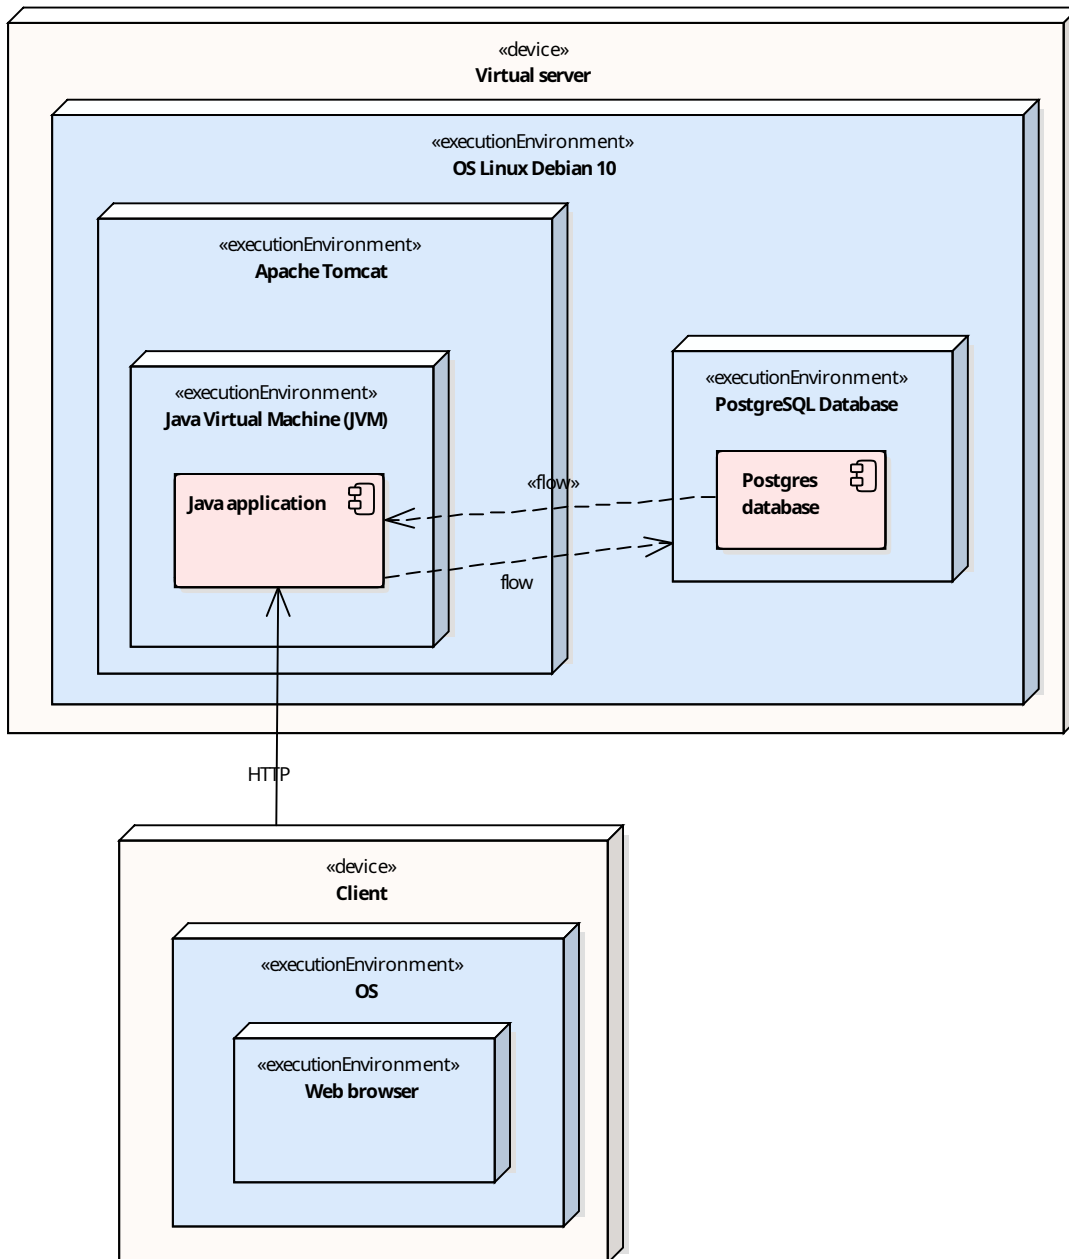 «device»
Virtual server
«executionEnvironment»
OS Linux Debian 10
«executionEnvironment»
Apache Tomcat
«executionEnvironment»
Java Virtual Machine (JVM)
«executionEnvironment»
PostgreSQL Database
Java application
«flow»
Postgres
database
flow
HTTP
«device»
Client
«executionEnvironment»
OS
«executionEnvironment»
Web browser